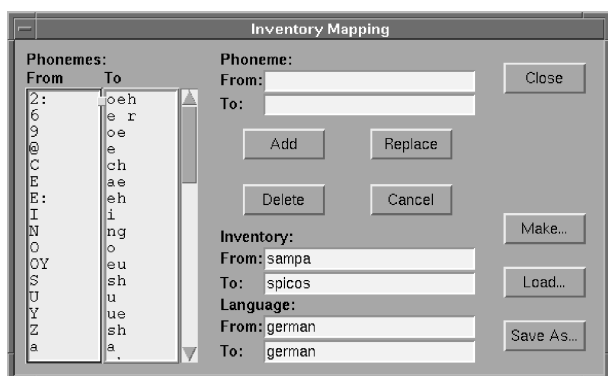 Inventory Mapping
Phonemes:
From To
2: oeh
6 e r
9 oe
@ e
C ch
E ae
E: eh
I i
N ng
O o
OY eu
S sh
U u
Y ue
Z sh
a a
Phoneme:
From:
To:
Add Replace
Delete Cancel
Inventory:
From: sampa
To: spicos
Language:
From: german
To: german
Close
Make...
Load...
Save As...